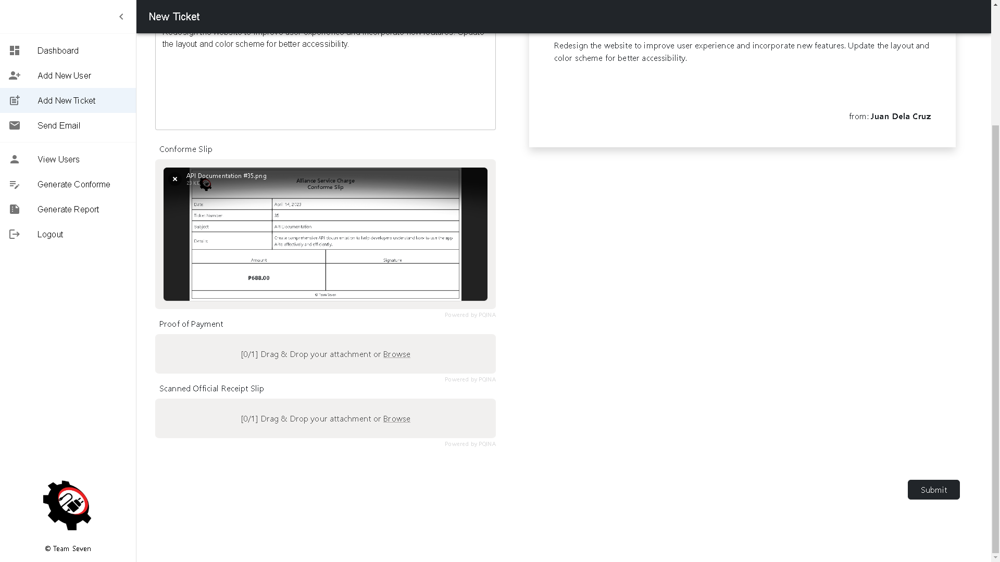 New Ticket
Dashboard
Add New User
Add New Ticket
Send Email
View Users
Generate Conforme
Generate Report
Logout
© Team Seven
Redesign the website to improve user experience and incorporate new features. Update
the layout and color scheme for better accessibility.
Conforme Slip
API Documentation #35.png
23 KB
Alliance Service Charge
Conforme Slip
Date: April 14, 2023
Ticket Number 35
Subject: API Documentation
Details: Create comprehensive API documentation to help developers understand how to use the app
APIs effectively and efficiently.
Amount Signature
₱688.00
© Team Seven
Powered by PQINA
Proof of Payment
[0/1] Drag & Drop your attachment or Browse
Powered by PQINA
Scanned Official Receipt Slip
[0/1] Drag & Drop your attachment or Browse
Powered by PQINA
Redesign the website to improve user experience and incorporate new features. Update the layout and
color scheme for better accessibility.
from: Juan Dela Cruz
Submit